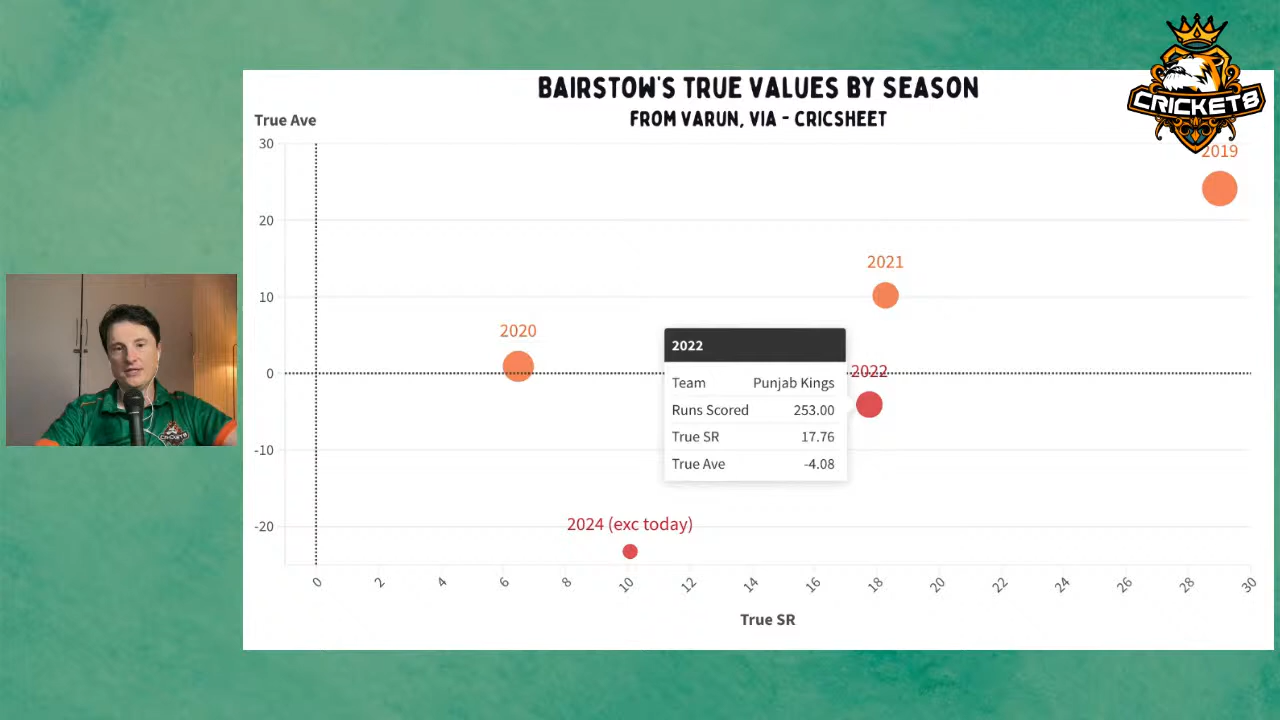 BAIRSTOW'S TRUE VALUES BY SEASON
FROM VARUN, VIA - CRICSHEET
CRICKET8
True Ave
30
20
10
0
-10
-20
2019
2021
2020
2022
2022
Team Punjab Kings
Runs Scored 253.00
True SR 17.76
True Ave -4.08
2024 (exc today)
0 2 4 6 8 10 12 14 16 18 20 22 24 26 28 30
True SR
CRICKET8